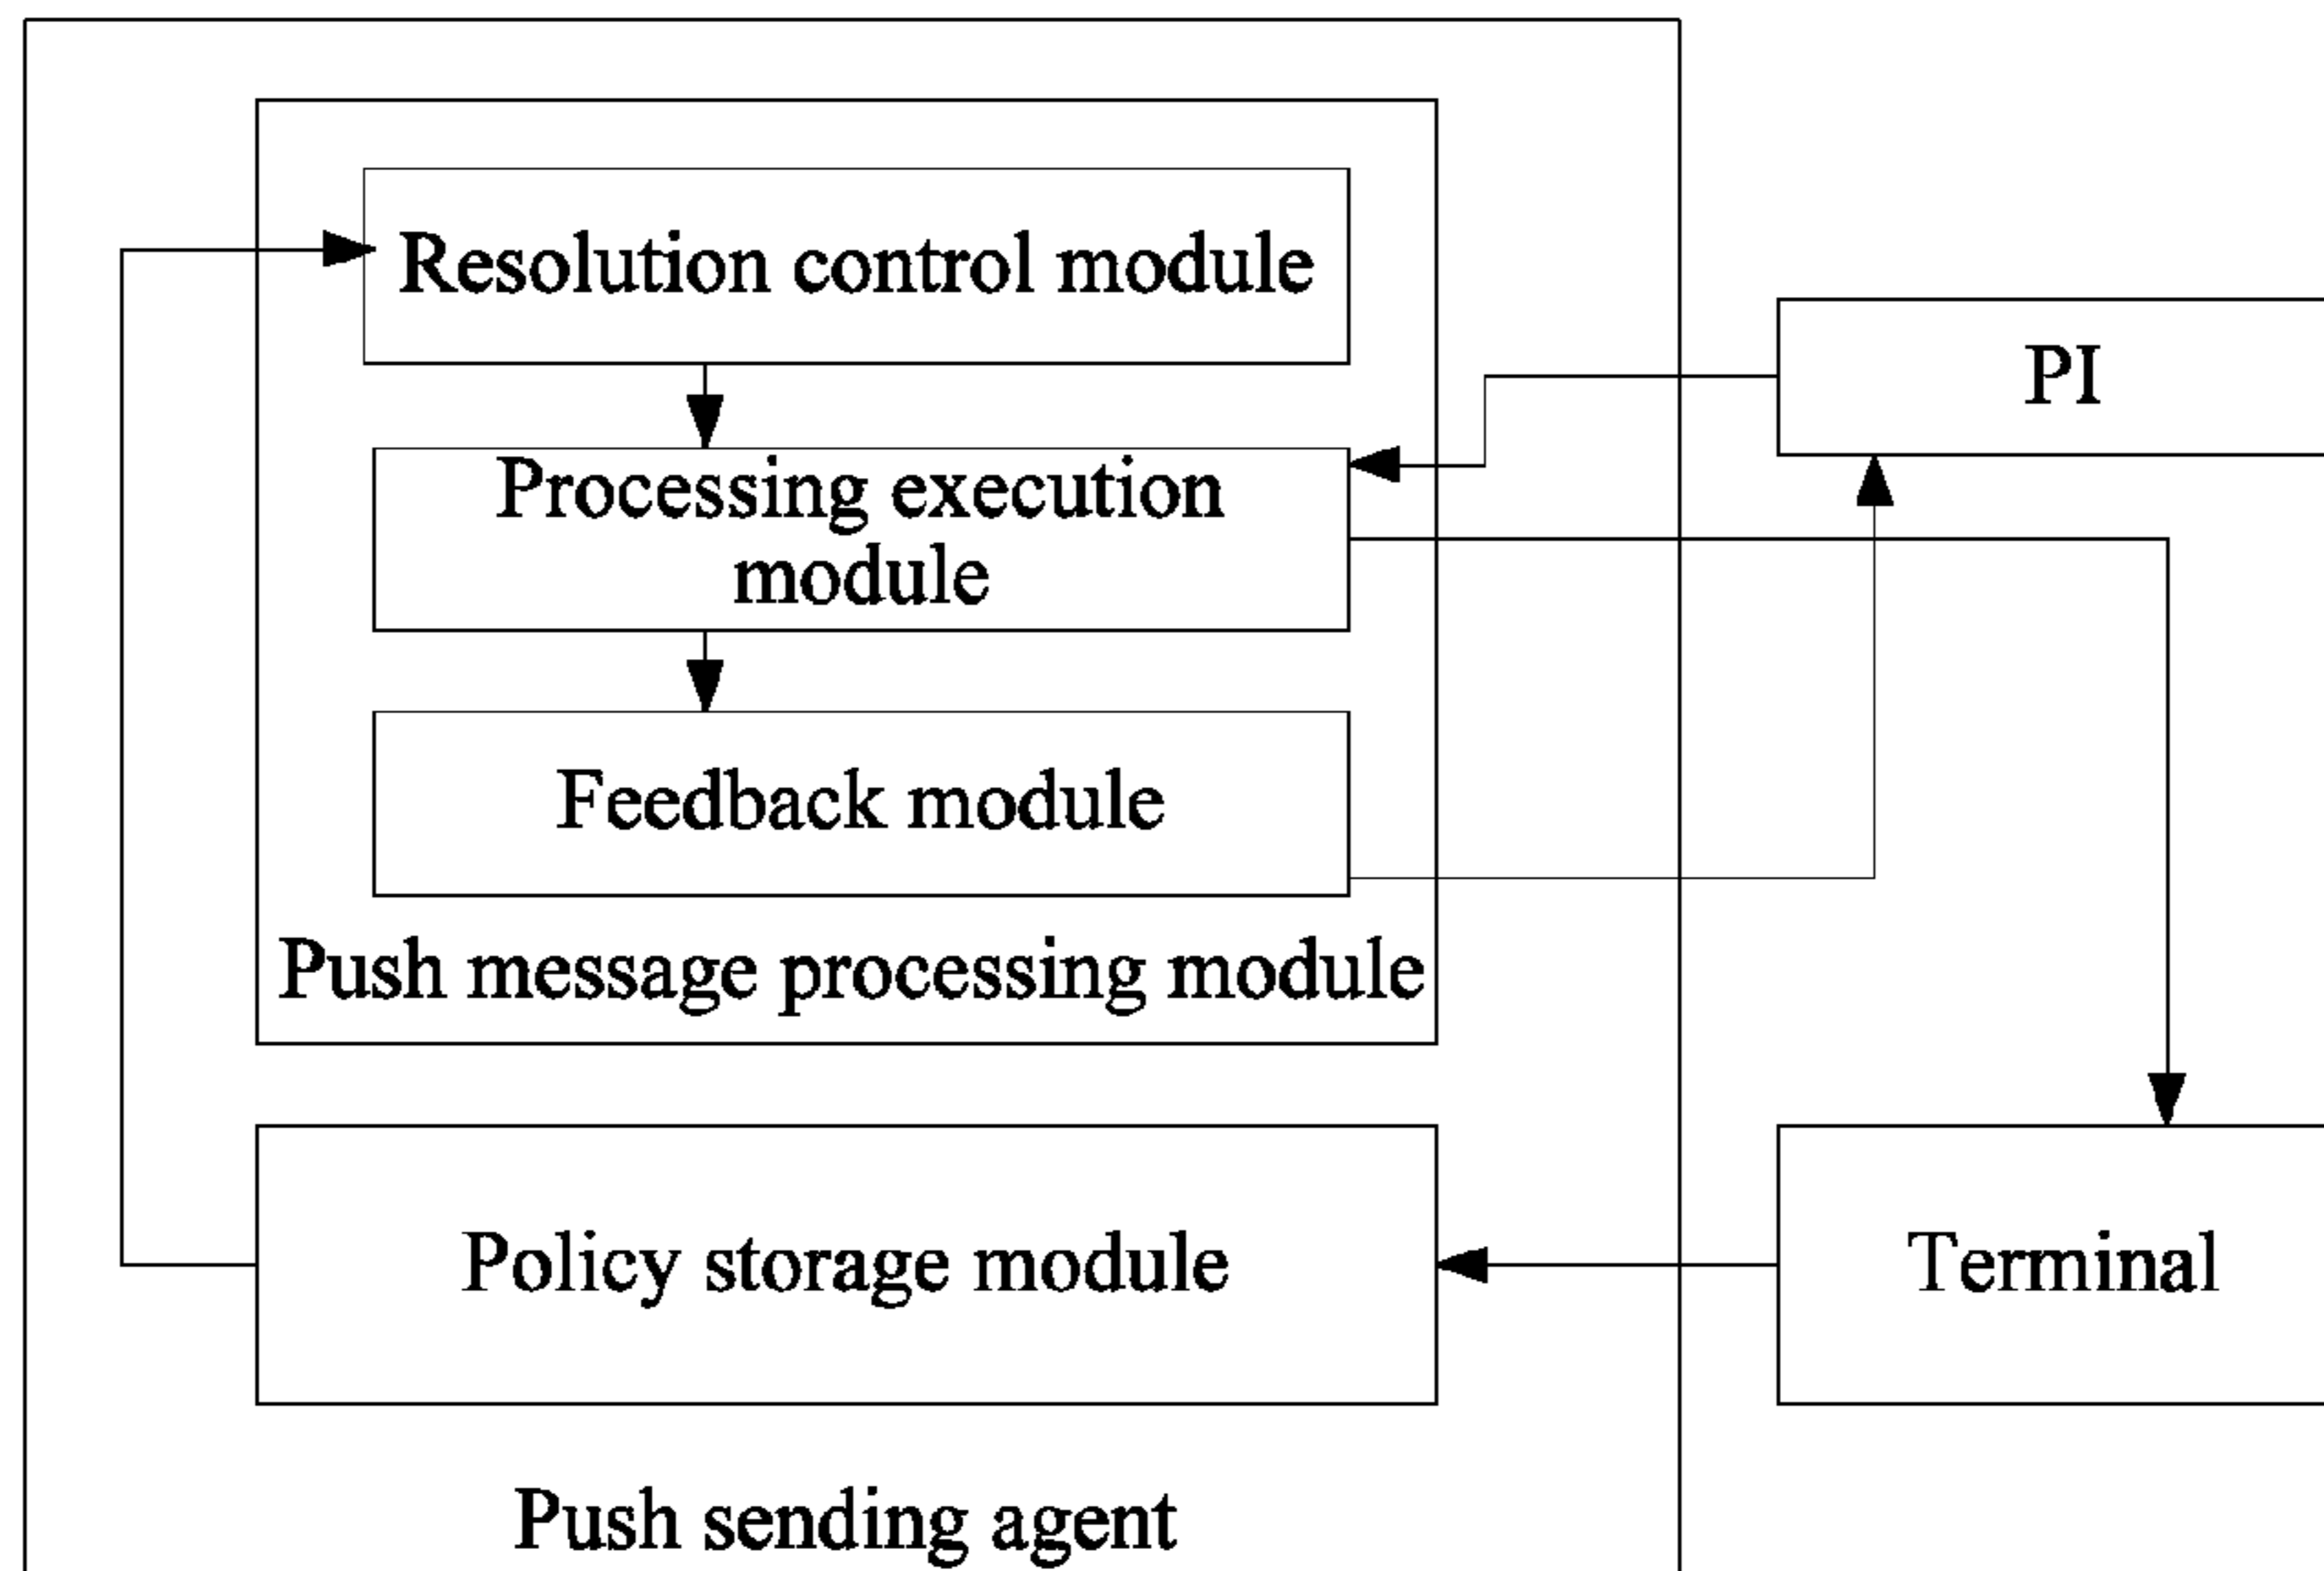 Resolution control module
PI
Processing execution
module
Feedback module
Push message processing module
Policy storage module
Terminal
Push sending agent